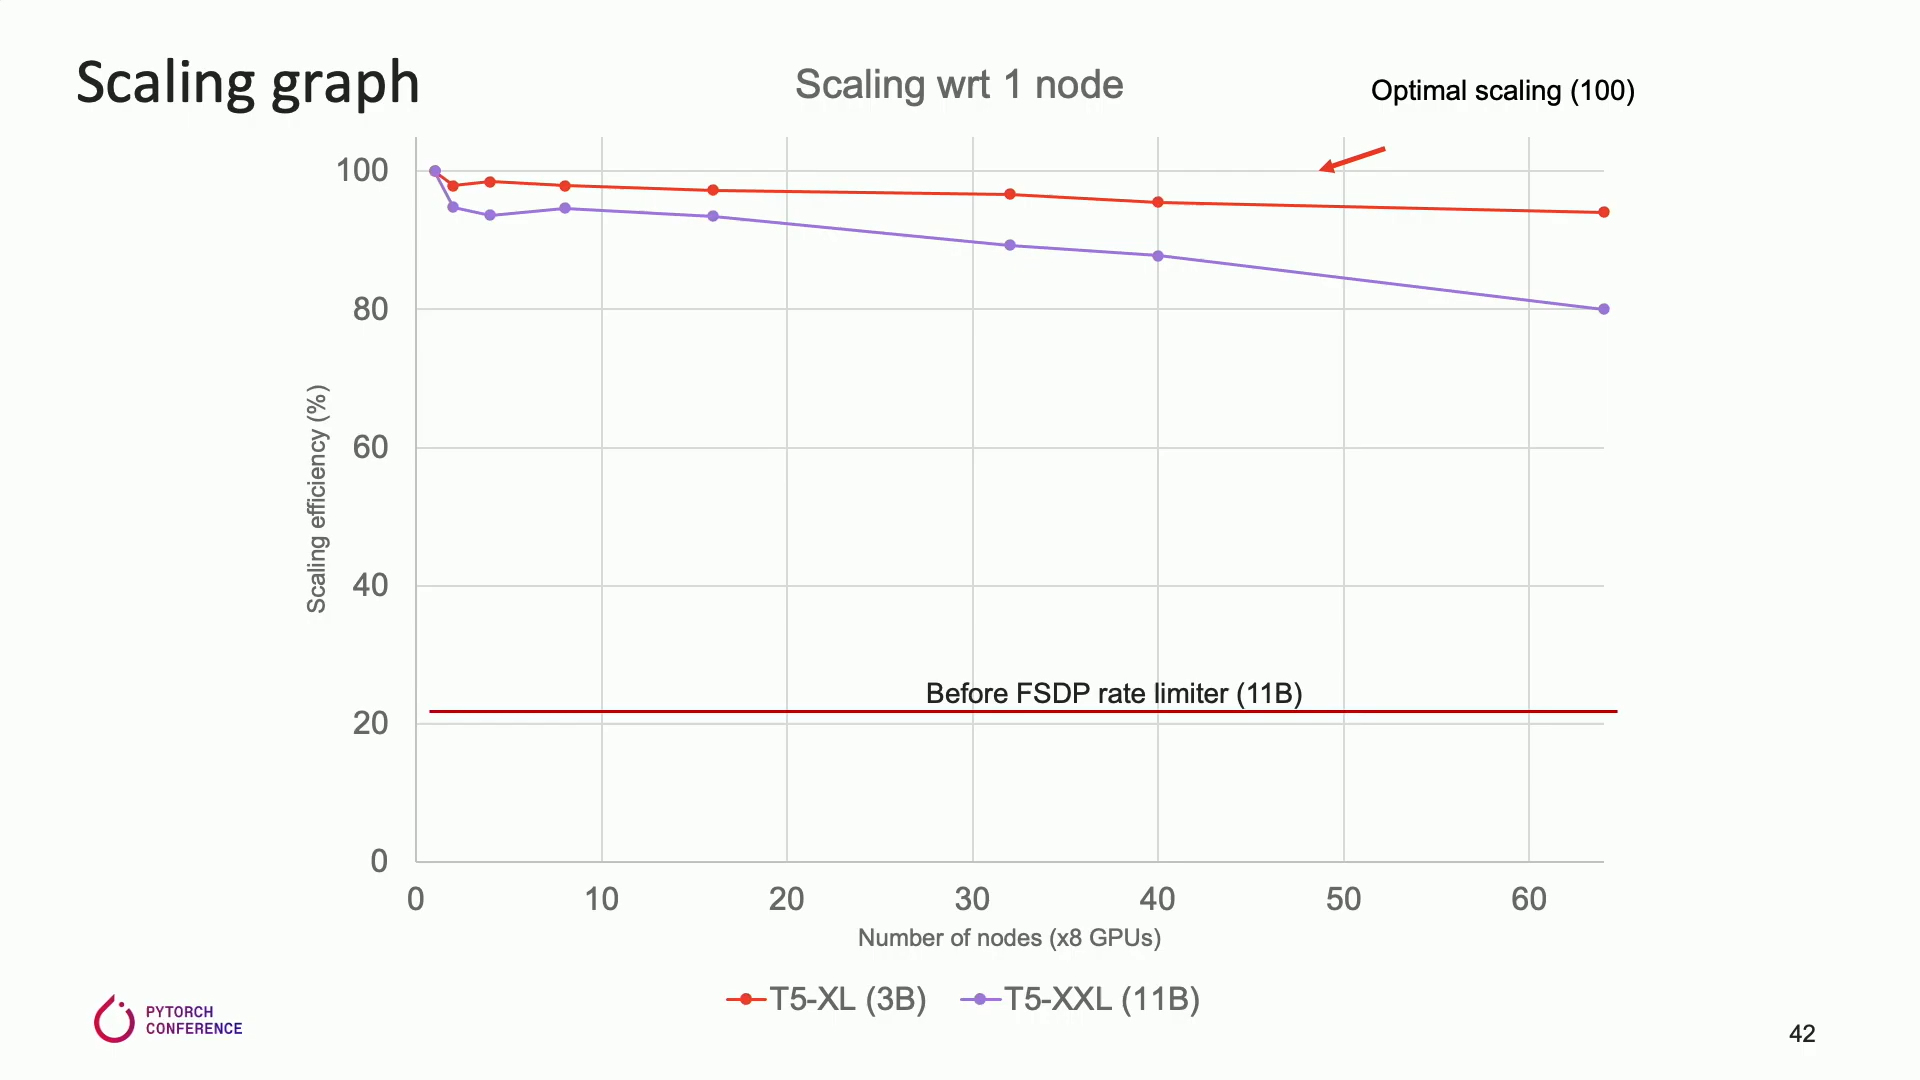 Scaling graph
Scaling wrt 1 node
Optimal scaling (100)
100
80
60
40
20
0
Scaling efficiency (%)
Before FSDP rate limiter (11B)
0 10 20 30 40 50 60
Number of nodes (x8 GPUs)
T5-XL (3B) T5-XXL (11B)
PYTORCH
CONFERENCE
42